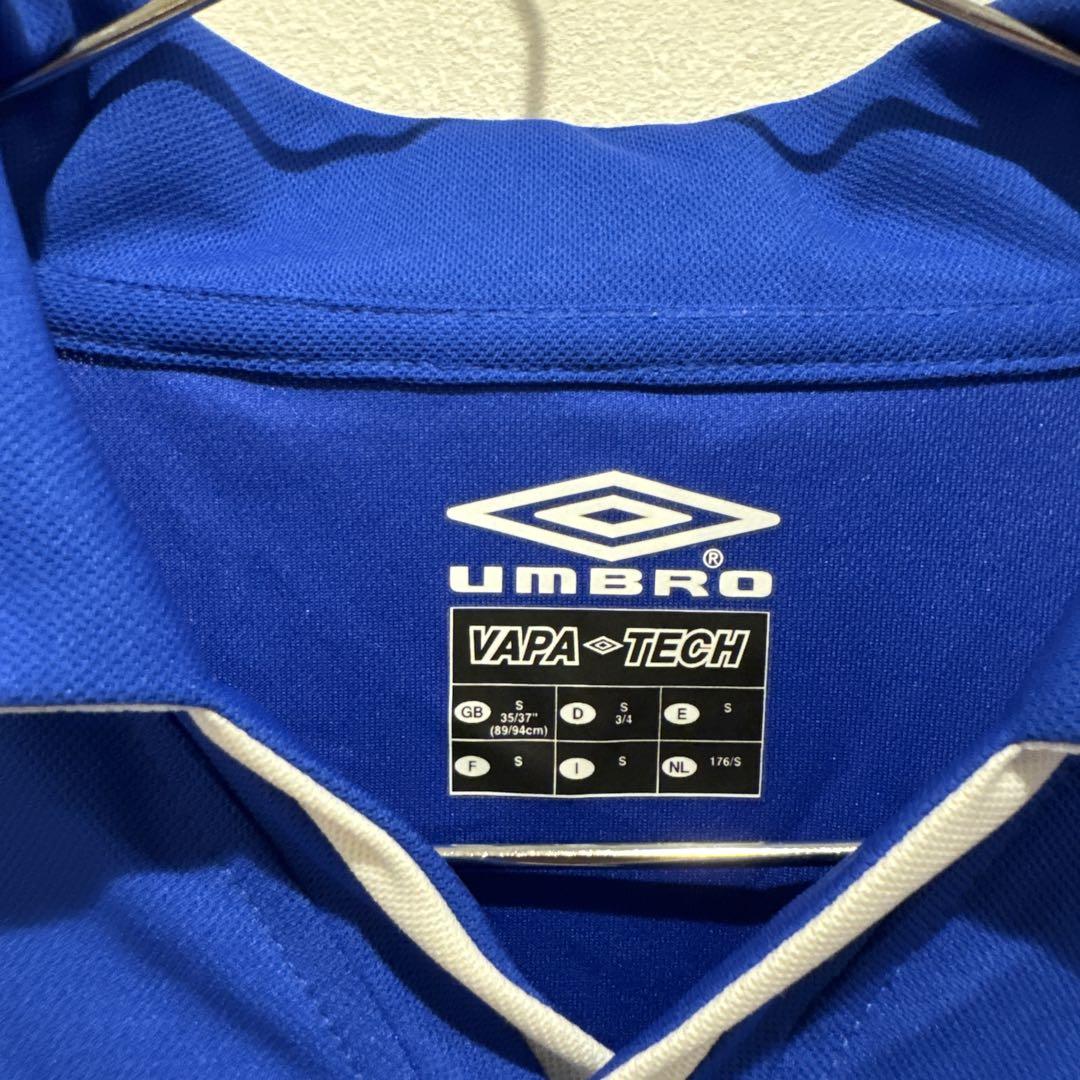 ®
UMBRO
VAPA TECH
GB S 35/37" (89/94cm) D S 3/4 E S
F S I S NL 176/S